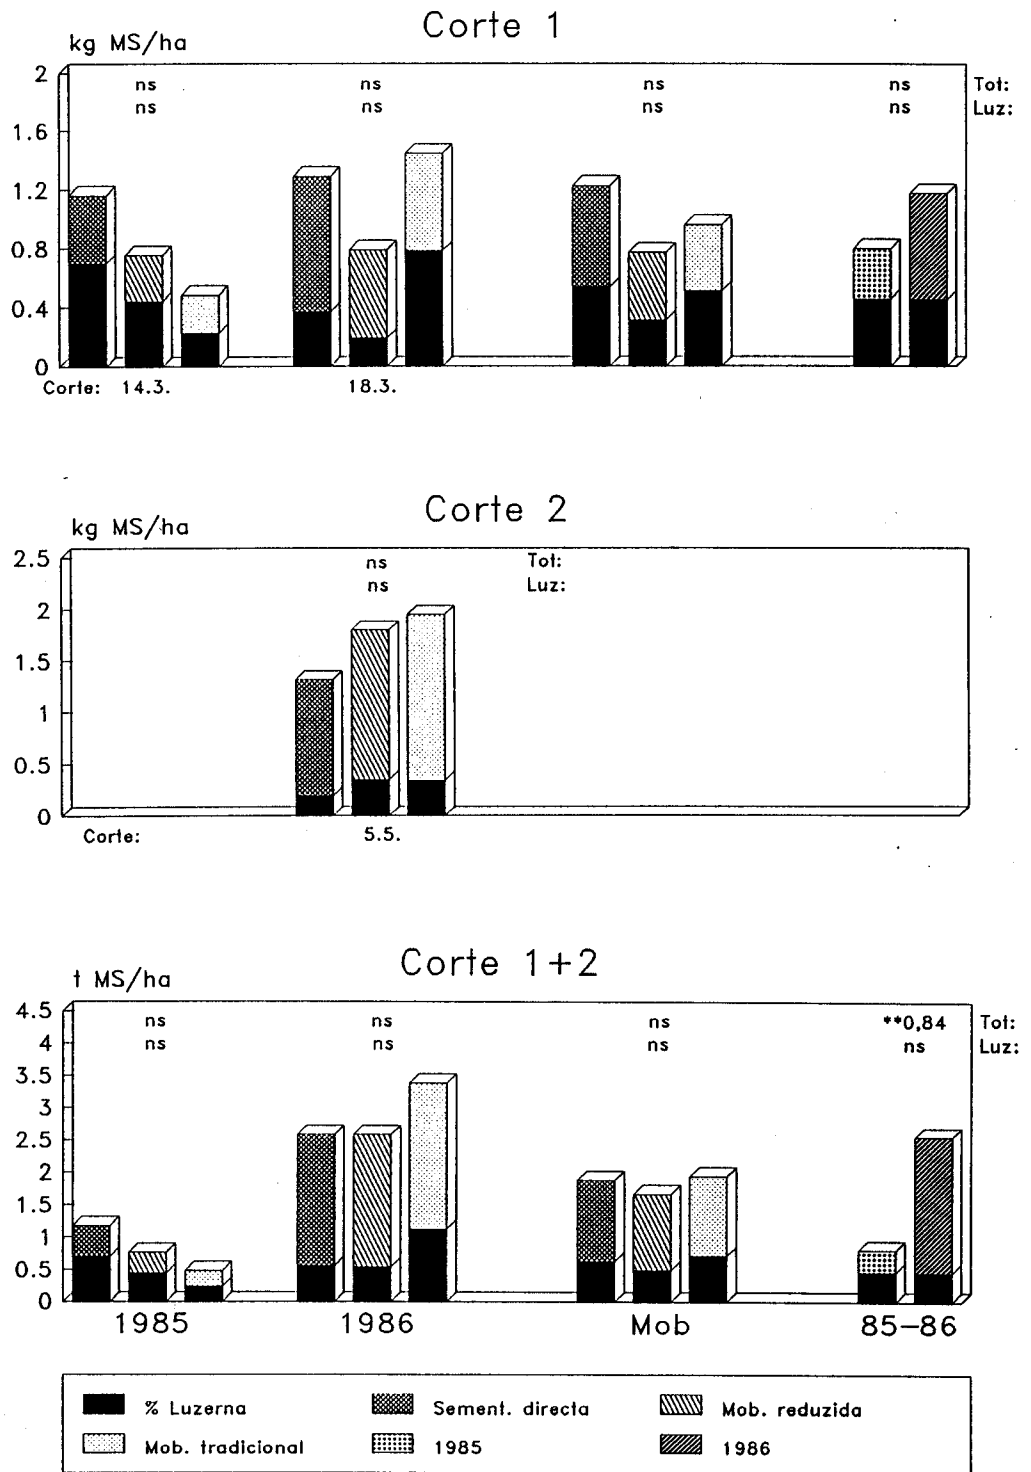 Corte 1
kg MS/ha
2
ns ns ns ns Tot:
ns ns ns ns Luz:
1.6
1.2
0.8
0.4
0
Corte: 14.3. 18.3.
Corte 2
kg MS/ha
2.5
ns Tot:
ns Luz:
2
1.5
1
0.5
0
Corte: 5.5.
Corte 1+2
t MS/ha
4.5
ns ns ns **0,84 Tot:
4
ns ns ns ns Luz:
3.5
3
2.5
2
1.5
1
0.5
0
1985 1986 Mob 85-86
% Luzerna Sement. directa Mob. reduzida
Mob. tradicional 1985 1986